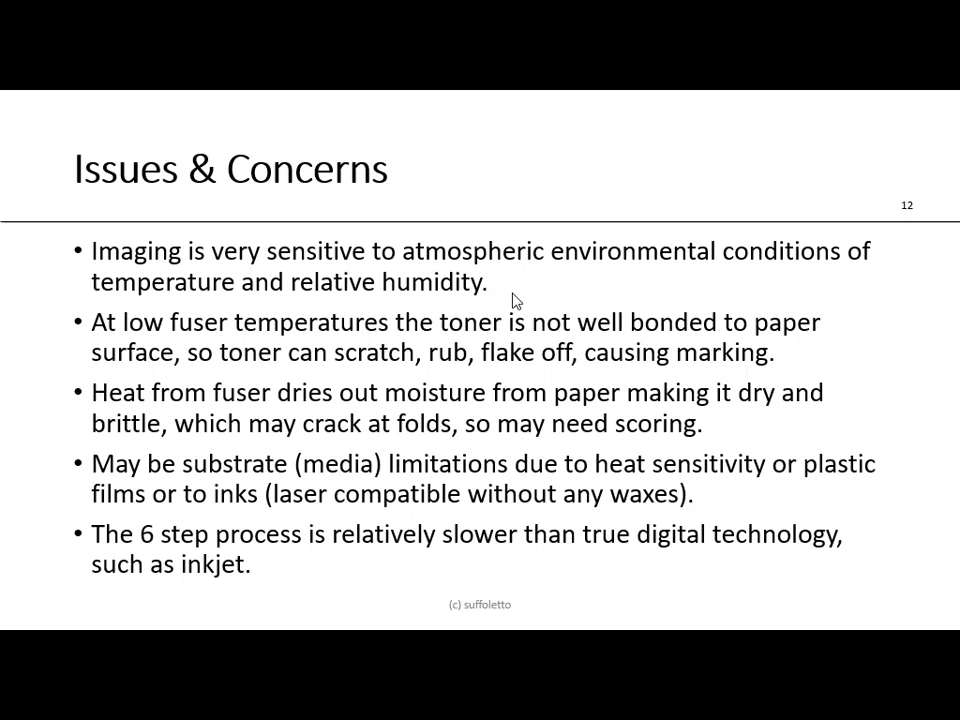 Issues & Concerns
12
• Imaging is very sensitive to atmospheric environmental conditions of
temperature and relative humidity.
• At low fuser temperatures the toner is not well bonded to paper
surface, so toner can scratch, rub, flake off, causing marking.
• Heat from fuser dries out moisture from paper making it dry and
brittle, which may crack at folds, so may need scoring.
• May be substrate (media) limitations due to heat sensitivity or plastic
films or to inks (laser compatible without any waxes).
• The 6 step process is relatively slower than true digital technology,
such as inkjet.
(c) suffoletto